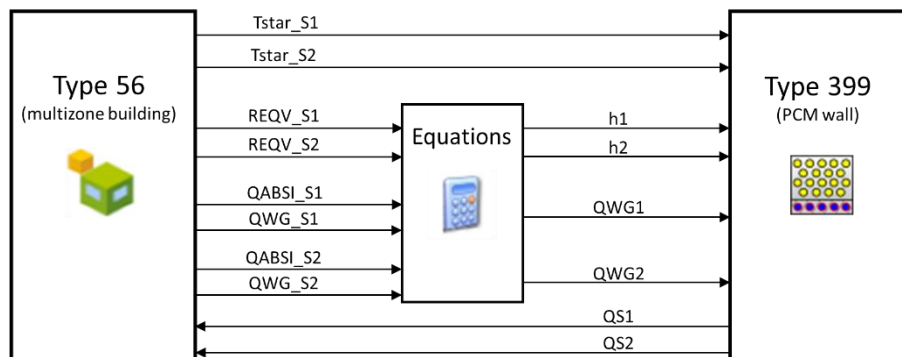 Tstar_S1
Tstar_S2
Type 56
(multizone building)
Type 399
(PCM wall)
REQV_S1
REQV_S2
QABSI_S1
QWG_S1
QABSI_S2
QWG_S2
Equations
h1
h2
QWG1
QWG2
QS1
QS2